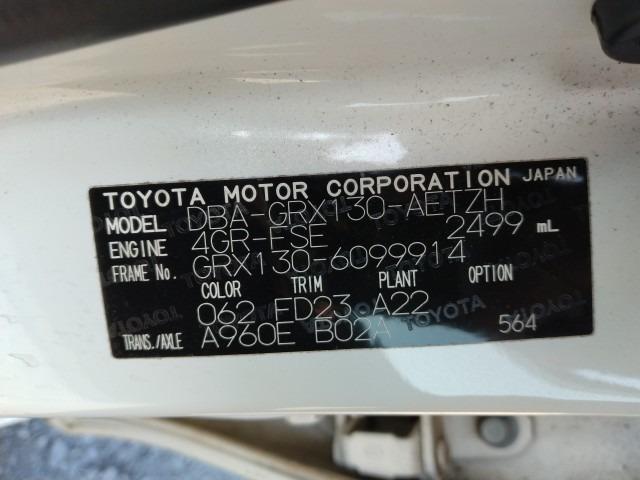 TOYOTA MOTOR CORPORATION JAPAN
MODEL DBA-GRX130-AETZH
ENGINE 4GR-FSE 2499 mL
FRAME No. GRX130-6099914
COLOR TRIM PLANT OPTION
062 FD23 A22
TRANS./AXLE A960E B02A 564